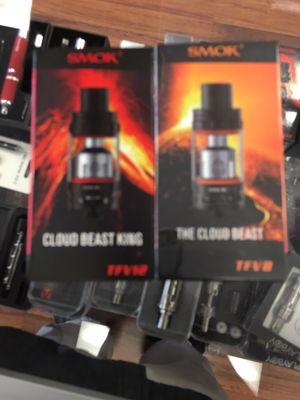 SMOK
CLOUD BEAST KING
TFV12
SMOK
THE CLOUD BEAST
TFV8